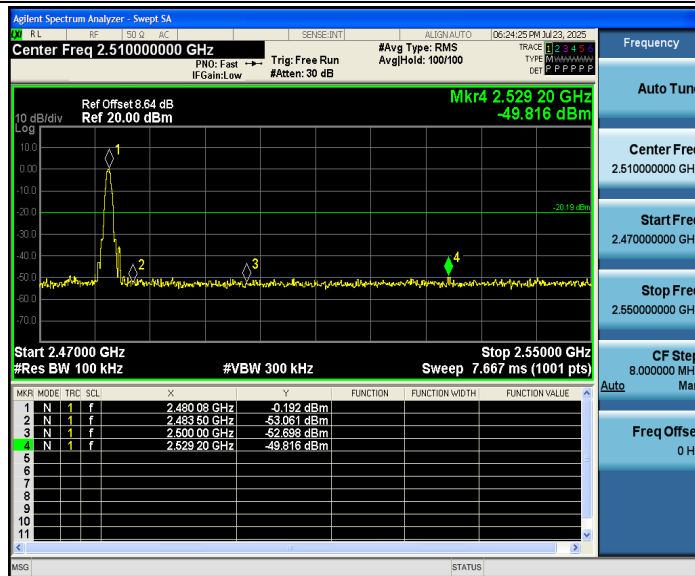 Agilent Spectrum Analyzer - Swept SA
LXI RL RF 50 Ω AC SENSE:INT ALIGN AUTO 06:24:25 PM Jul 23, 2025
Center Freq 2.510000000 GHz
#Avg Type: RMS
TRACE 1 2 3 4 5 6
PNO: Fast Trig: Free Run Avg|Hold: 100/100
TYPE M
IFGain:Low #Atten: 30 dB
DET P P P P P P
Ref Offset 8.64 dB
Mkr4 2.529 20 GHz
10 dB/div Ref 20.00 dBm -49.816 dBm
Log
10.0
0.00
-10.0
-20.0
-30.0
-40.0
-50.0
-60.0
-70.0
1
2
3
4
-20.19 dBm
Start 2.47000 GHz Stop 2.55000 GHz
#Res BW 100 kHz #VBW 300 kHz Sweep 7.667 ms (1001 pts)
MKR MODE TRC SCL X Y FUNCTION FUNCTION WIDTH FUNCTION VALUE
1 N 1 f 2.480 08 GHz -0.192 dBm
2 N 1 f 2.483 50 GHz -53.061 dBm
3 N 1 f 2.500 00 GHz -52.698 dBm
4 N 1 f 2.529 20 GHz -49.816 dBm
5
6
7
8
9
10
11
MSG STATUS
Frequency
Auto Tun
Center Fre
2.510000000 GH
Start Fre
2.470000000 GH
Stop Fre
2.550000000 GH
CF Ste
8.000000 MH
Auto Ma
Freq Offse
0 H